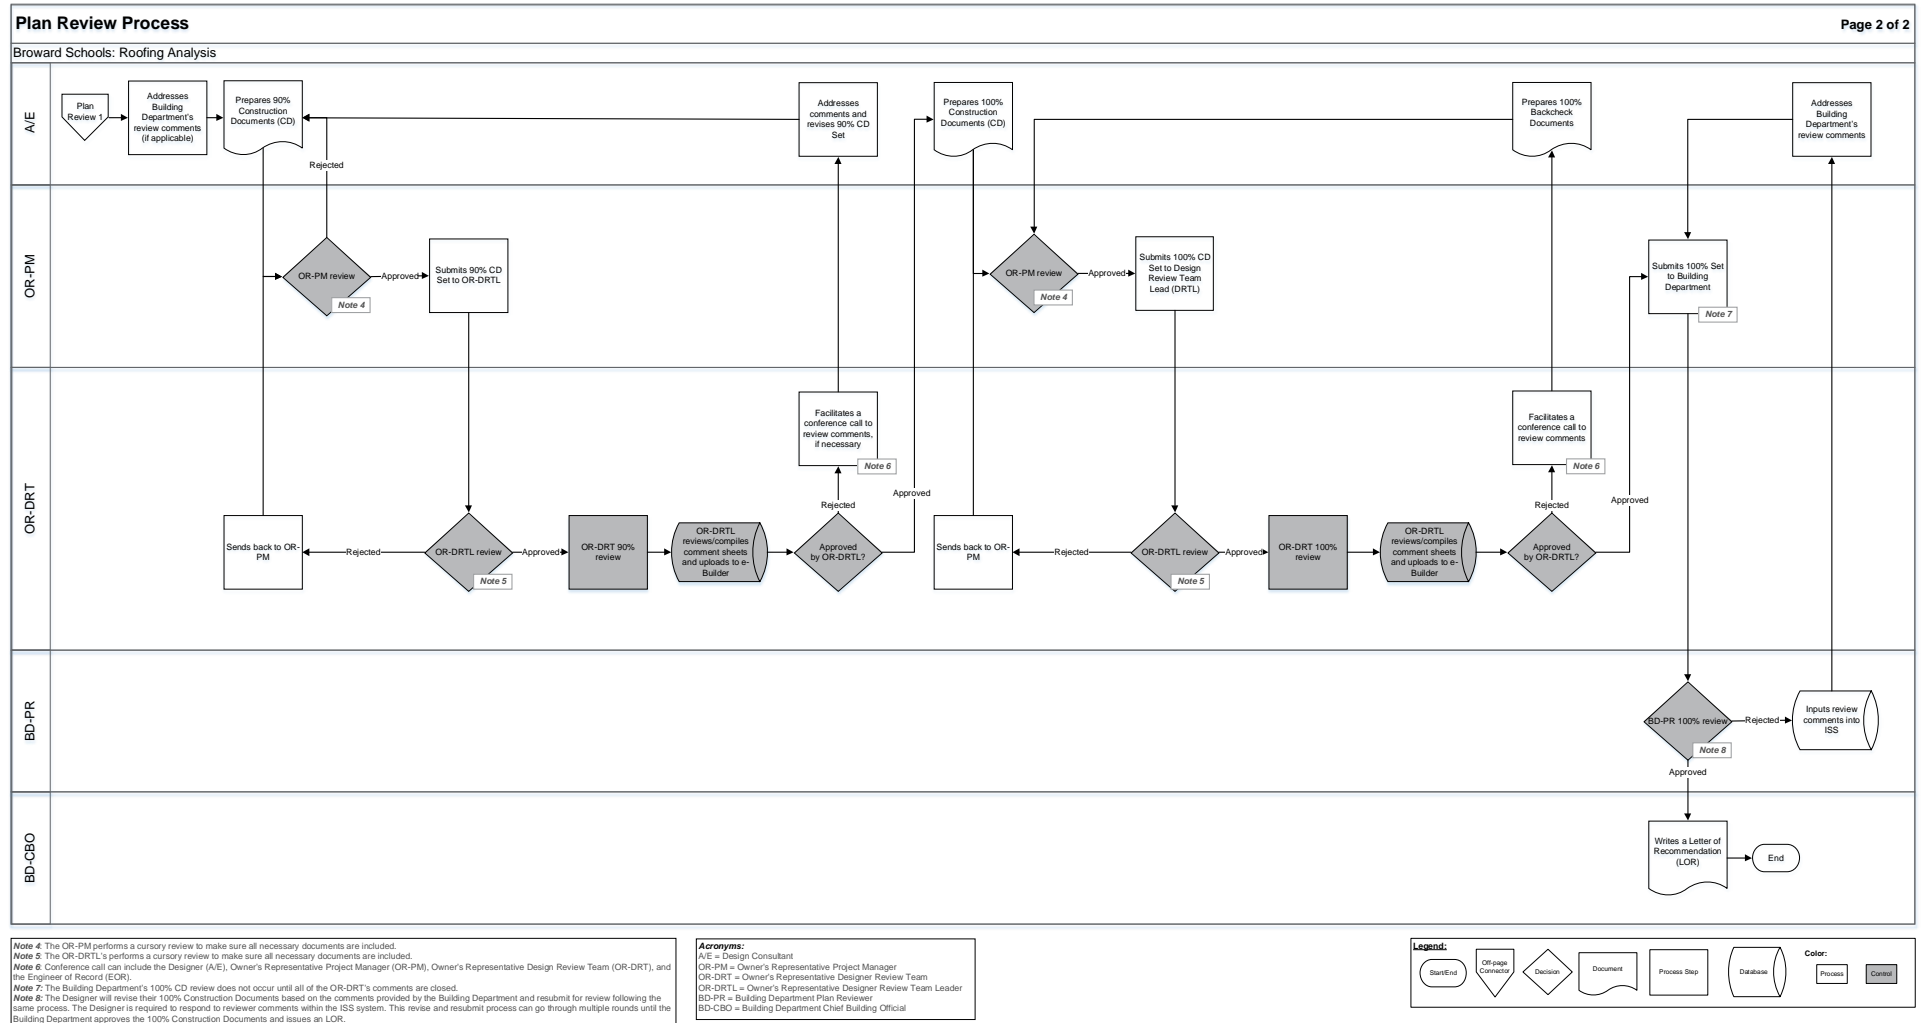 Plan Review Process
Page 2 of 2
Broward Schools: Roofing Analysis
A/E
Plan
Review 1
Addresses
Building
Department's
review comments
(if applicable)
Prepares 90%
Construction
Documents (CD)
Rejected
Addresses
comments and
revises 90% CD
Set
Prepares 100%
Construction
Documents (CD)
Prepares 100%
Backcheck
Documents
Addresses
Building
Department's
review comments
OR-PM
OR-PM review
Note 4
Approved
Submits 90% CD
Set to OR-DRTL
OR-PM review
Note 4
Approved
Submits 100% CD
Set to Design
Review Team
Lead (DRTL)
Submits 100% Set
to Building
Department
Note 7
OR-DRT
Sends back to OR-
PM
Rejected
OR-DRTL review
Note 5
Approved
OR-DRT 90%
review
OR-DRTL
reviews/compiles
comment sheets
and uploads to e-
Builder
Approved
by OR-DRTL?
Rejected
Facilitates a
conference call to
review comments,
if necessary
Note 6
Approved
Sends back to OR-
PM
Rejected
OR-DRTL review
Note 5
Approved
OR-DRT 100%
review
OR-DRTL
reviews/compiles
comment sheets
and uploads to e-
Builder
Approved
by OR-DRTL?
Rejected
Facilitates a
conference call to
review comments
Note 6
Approved
BD-PR
BD-PR 100% review
Note 8
Rejected
Inputs review
comments into
ISS
Approved
BD-CBO
Writes a Letter of
Recommendation
(LOR)
End
Note 4: The OR-PM performs a cursory review to make sure all necessary documents are included.
Note 5: The OR-DRTL's performs a cursory review to make sure all necessary documents are included.
Note 6: Conference call can include the Designer (A/E), Owner's Representative Project Manager (OR-PM), Owner's Representative Design Review Team (OR-DRT), and
the Engineer of Record (EOR).
Note 7: The Building Department's 100% CD review does not occur until all of the OR-DRT's comments are closed.
Note 8: The Designer will revise their 100% Construction Documents based on the comments provided by the Building Department and resubmit for review following the
same process. The Designer is required to respond to reviewer comments within the ISS system. This revise and resubmit process can go through multiple rounds until the
Building Department approves the 100% Construction Documents and issues an LOR.
Acronyms:
A/E = Design Consultant
OR-PM = Owner's Representative Project Manager
OR-DRT = Owner's Representative Designer Review Team
OR-DRTL = Owner's Representative Designer Review Team Leader
BD-PR = Building Department Plan Reviewer
BD-CBO = Building Department Chief Building Official
Legend:
Start/End
Off-page
Connector
Decision
Document
Process Step
Database
Color:
Process
Control